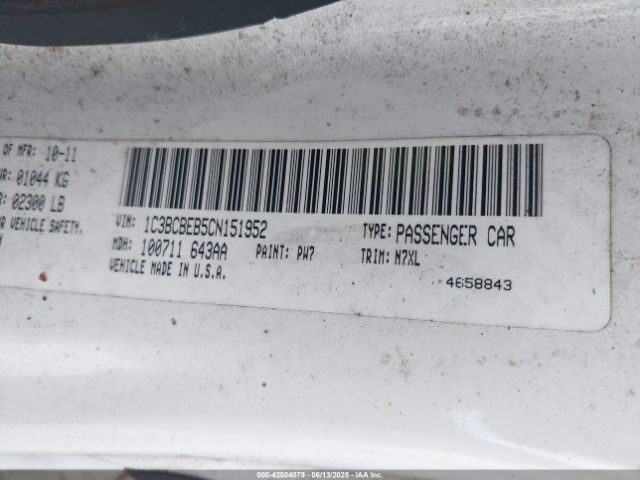 OF MFR: 10-11
01044 KG
02300 LB
VEHICLE SAFETY.
VIN: 1C3BCBEB5CN151952
TYPE: PASSENGER CAR
MDH: 100711 643AA
PAINT: PW7
TRIM: N7XL
VEHICLE MADE IN U.S.A.
4658843
000-42504079 - 06/13/2025 - IAA Inc.